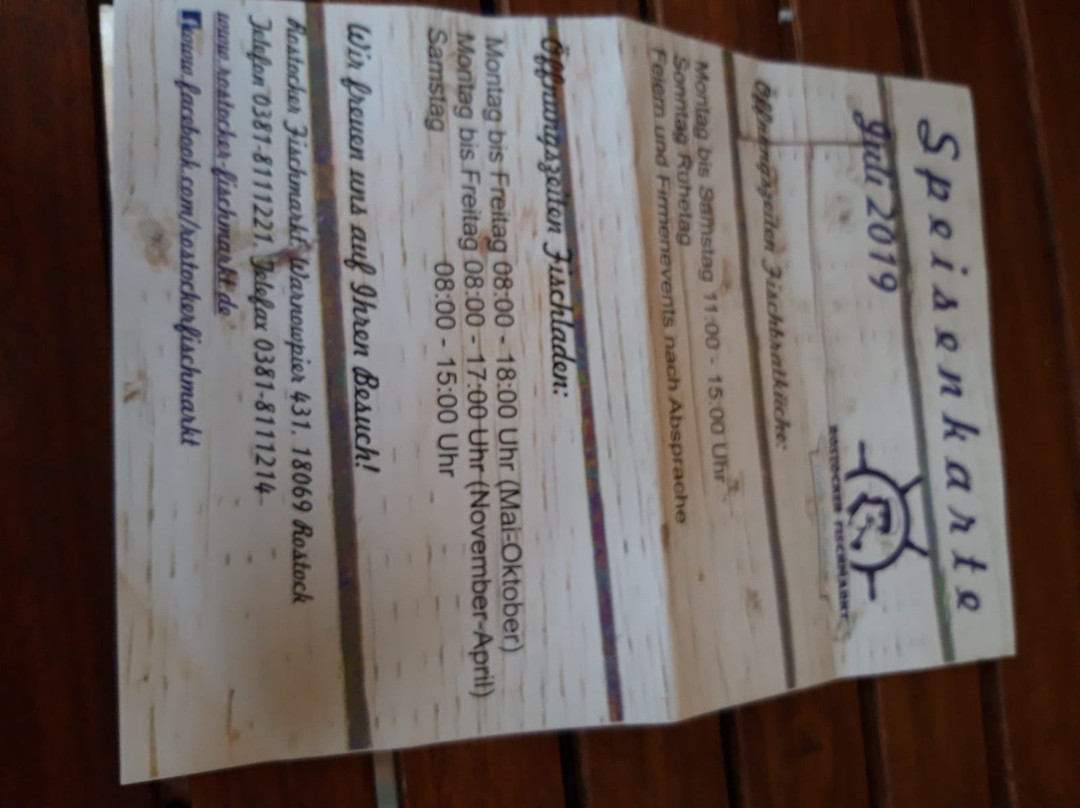 Speisenkarte
Juli 2019
ROSTOCKER FISCHMARKT
Öffnungszeiten Fischbratküche:
Montag bis Samstag 11:00 - 15:00 Uhr
Sonntag Ruhetag
Feiern und Firmenevents nach Absprache
Öffnungszeiten Fischladen:
Montag bis Freitag 08:00 - 18:00 Uhr (Mai-Oktober)
Montag bis Freitag 08:00 - 17:00 Uhr (November-April)
Samstag 08:00 - 15:00 Uhr
Wir freuen uns auf Ihren Besuch!
Rostocker Fischmarkt, Warnowpier 431, 18069 Rostock
Telefon 0381-8111221, Telefax 0381-8111214
www.rostocker-fischmarkt.de
www.facebook.com/rostockerfischmarkt